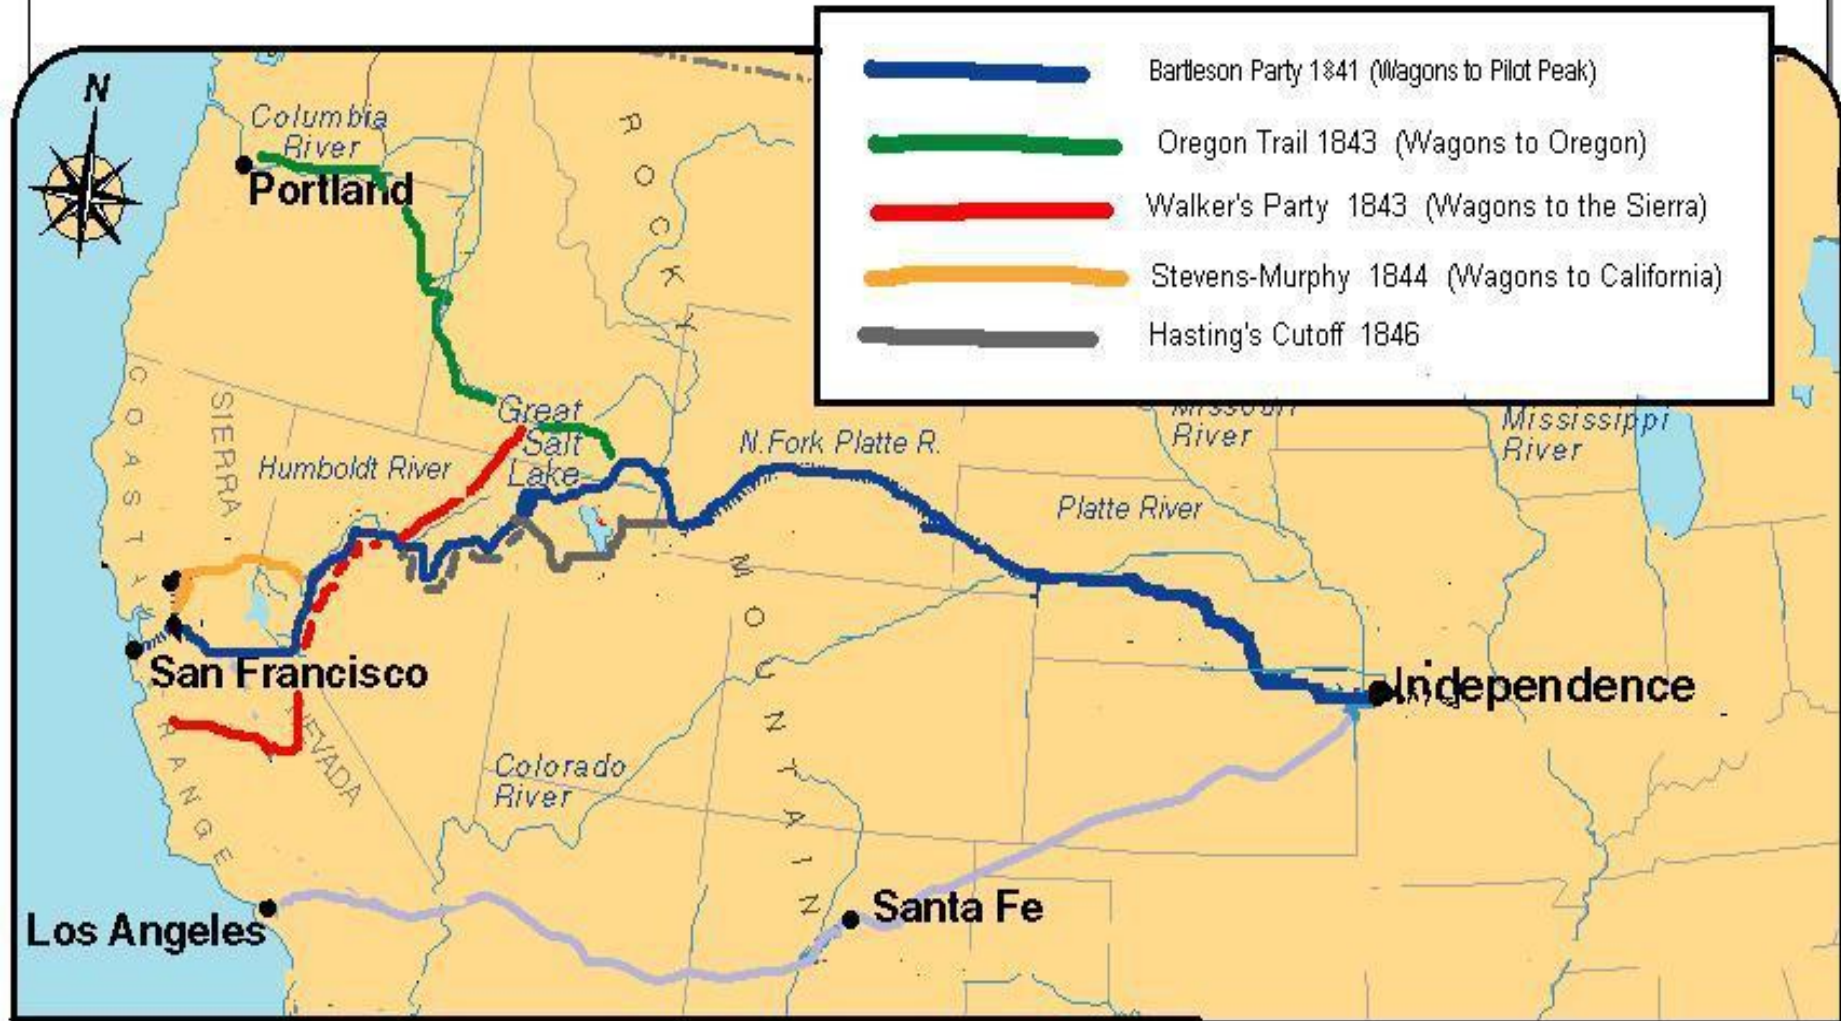 N
Bartleson Party 1841 (Wagons to Pilot Peak)
Oregon Trail 1843 (Wagons to Oregon)
Walker's Party 1843 (Wagons to the Sierra)
Stevens-Murphy 1844 (Wagons to California)
Hasting's Cutoff 1846
Columbia
River
Portland
ROCKY
MOUNTAIN
COASTAL
RANGE
SIERRA
NEVADA
Great
Salt
Lake
Humboldt River
N.Fork Platte R.
Platte River
Missouri
River
Mississippi
River
San Francisco
Independence
Colorado
River
Santa Fe
Los Angeles